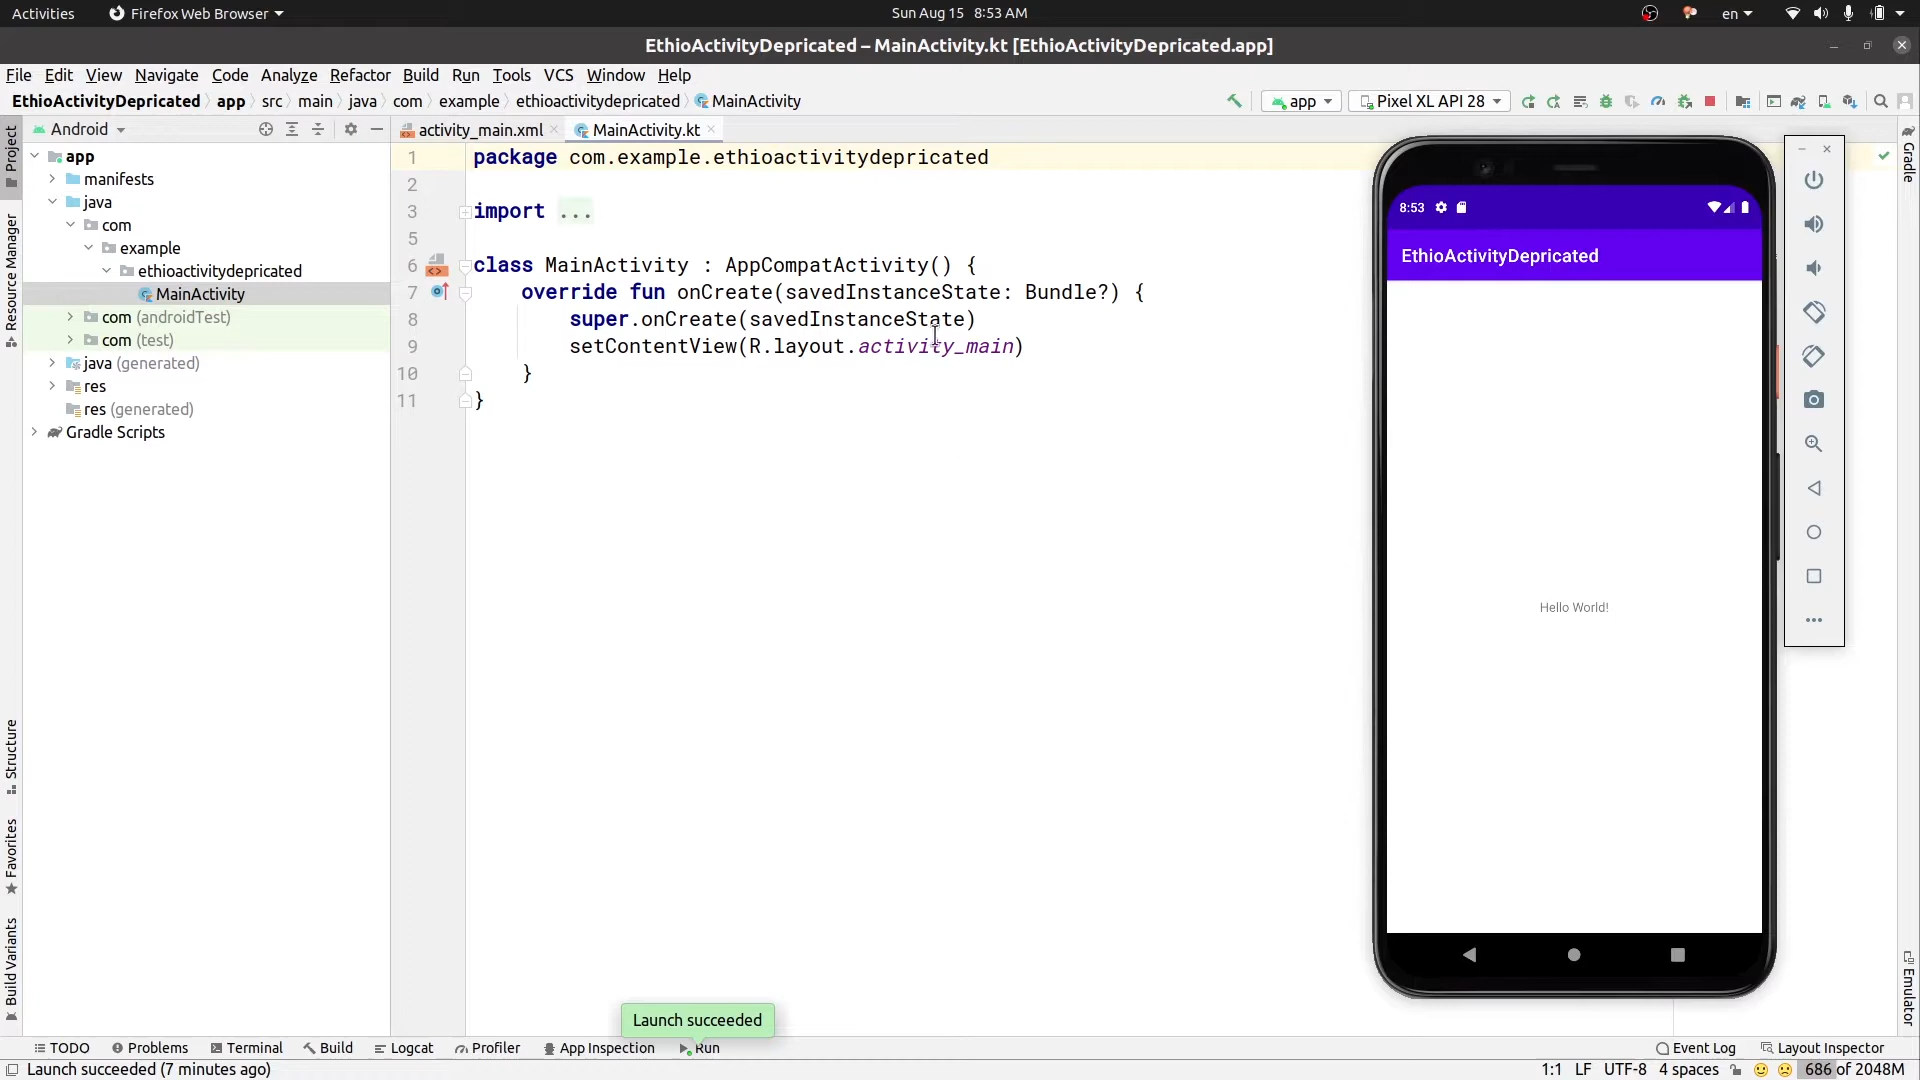 Activities Firefox Web Browser Sun Aug 15 8:53 AM en
EthioActivityDepricated – MainActivity.kt [EthioActivityDepricated.app]
File Edit View Navigate Code Analyze Refactor Build Run Tools VCS Window Help
EthioActivityDepricated app src main java com example ethioactivitydepricated MainActivity app Pixel XL API 28
Project
Resource Manager
Structure
Favorites
Build Variants
Android
app
manifests
java
com
example
ethioactivitydepricated
MainActivity
com (androidTest)
com (test)
java (generated)
res
res (generated)
Gradle Scripts
activity_main.xml MainActivity.kt
1 package com.example.ethioactivitydepricated
2
3 import ...
5
6 class MainActivity : AppCompatActivity() {
7 override fun onCreate(savedInstanceState: Bundle?) {
8 super.onCreate(savedInstanceState)
9 setContentView(R.layout.activity_main)
10 }
11 }
8:53
EthioActivityDepricated
Hello World!
Gradle
Emulator
Launch succeeded
TODO Problems Terminal Build Logcat Profiler App Inspection Run Event Log Layout Inspector
Launch succeeded (7 minutes ago) 1:1 LF UTF-8 4 spaces 686 of 2048M